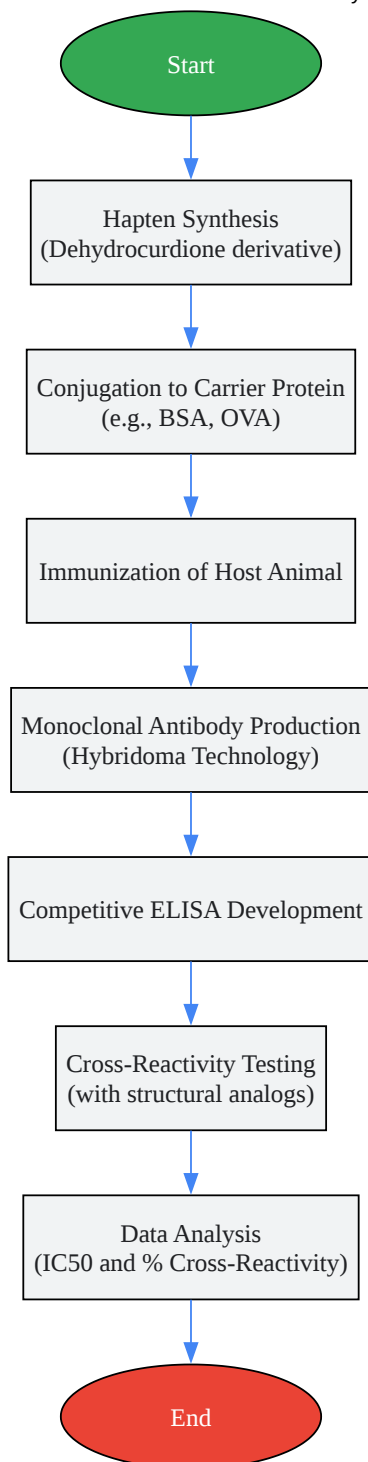 Start
Hapten Synthesis
(Dehydrocurdione derivative)
Conjugation to Carrier Protein
(e.g., BSA, OVA)
Immunization of Host Animal
Monoclonal Antibody Production
(Hybridoma Technology)
Competitive ELISA Development
Cross-Reactivity Testing
(with structural analogs)
Data Analysis
(IC50 and % Cross-Reactivity)
End